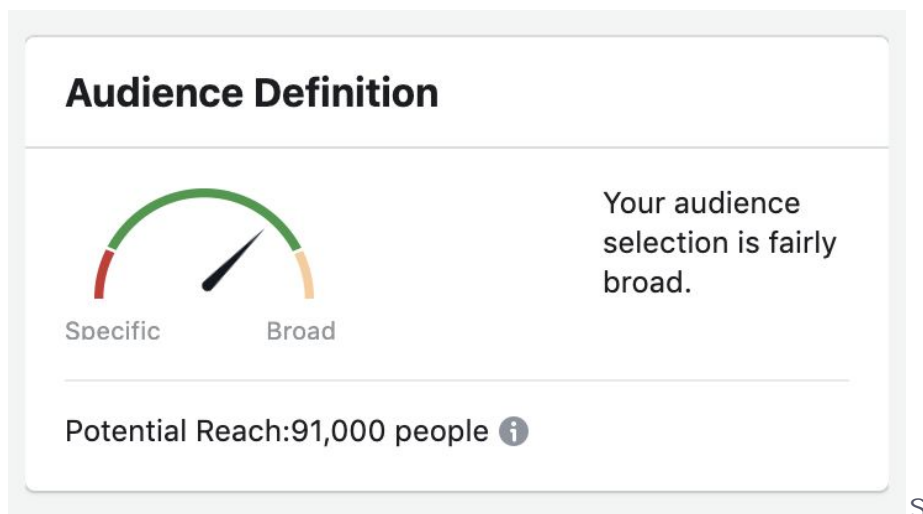 Audience Definition
Your audience
selection is fairly
broad.
Specific
Broad
Potential Reach:91,000 people